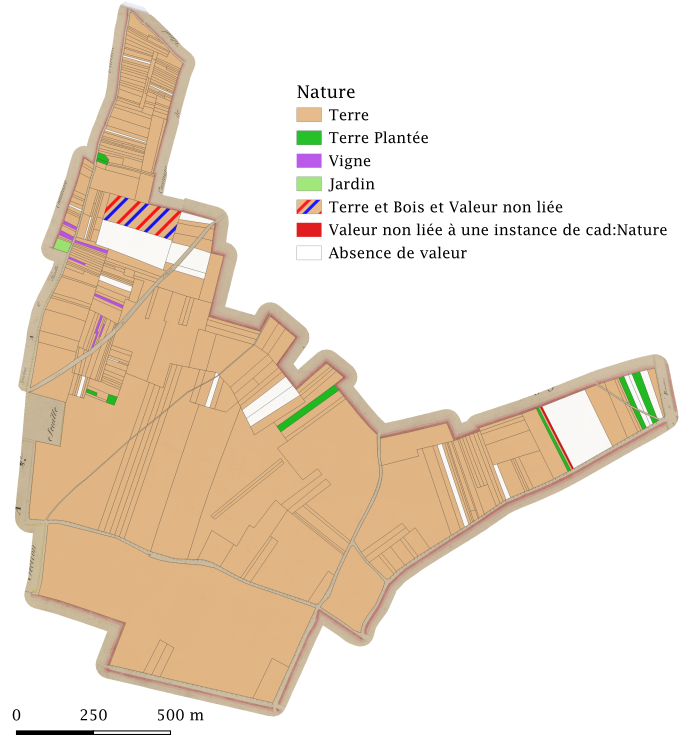 Nature
Terre
Terre Plantée
Vigne
Jardin
Terre et Bois et Valeur non liée
Valeur non liée à une instance de cad:Nature
Absence de valeur
Feuille
0 250 500 m